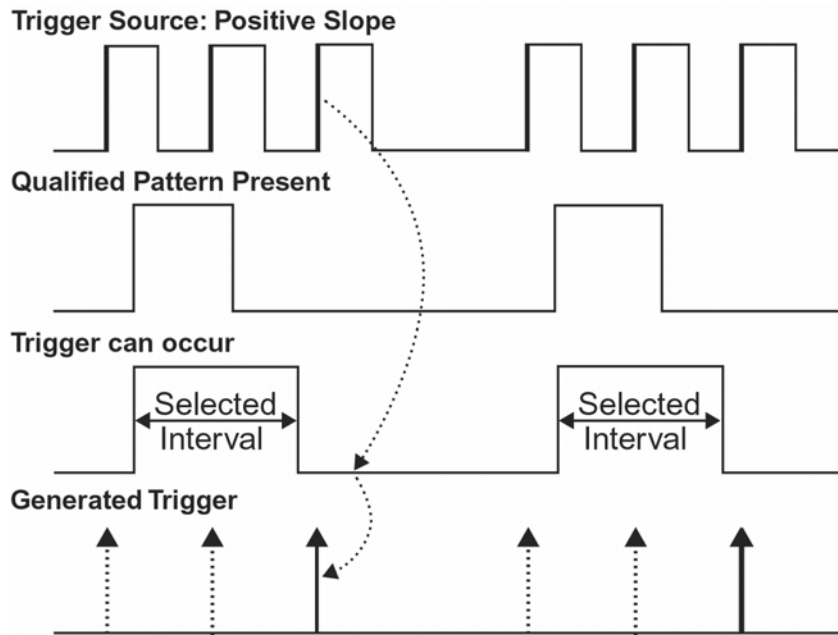 Trigger Source: Positive Slope
Qualified Pattern Present
Trigger can occur
Selected
Interval
Selected
Interval
Generated Trigger